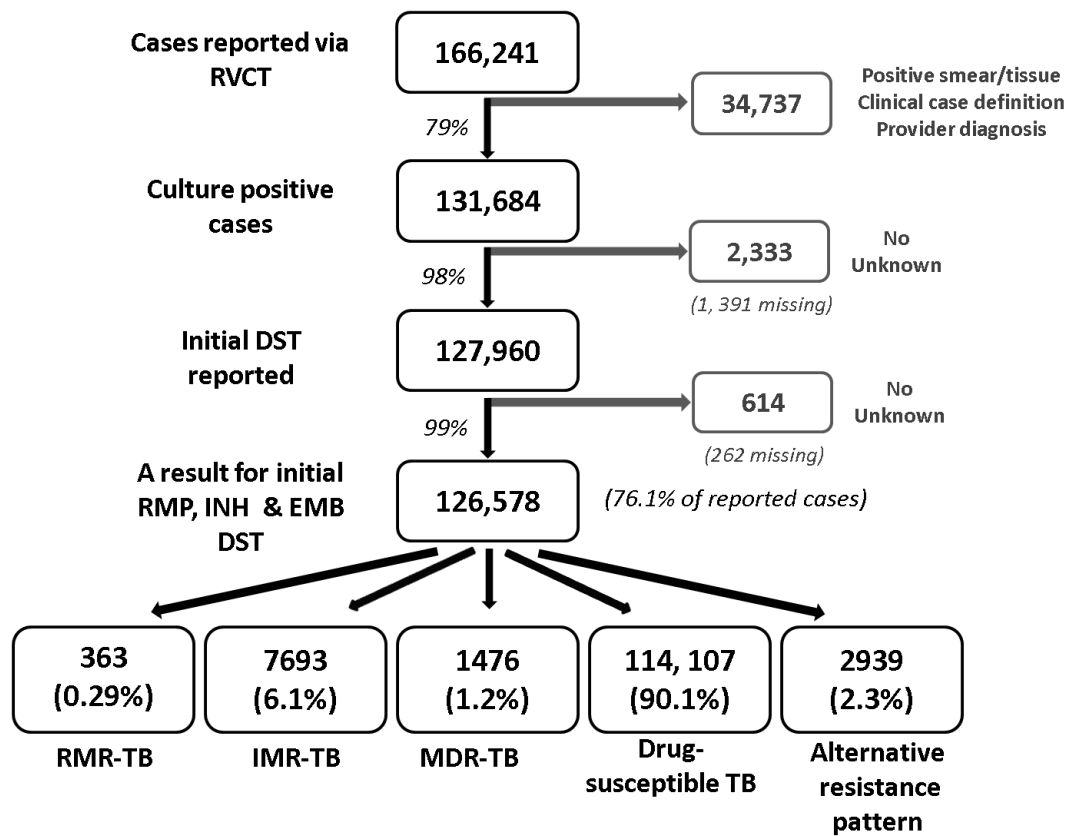 Cases reported via
RVCT
166,241
79%
34,737
Positive smear/tissue
Clinical case definition
Provider diagnosis
Culture positive
cases
131,684
98%
2,333
(1, 391 missing)
No
Unknown
Initial DST
reported
127,960
99%
614
(262 missing)
No
Unknown
A result for initial
RMP, INH & EMB
DST
126,578
(76.1% of reported cases)
363
(0.29%)
RMR-TB
7693
(6.1%)
IMR-TB
1476
(1.2%)
MDR-TB
114, 107
(90.1%)
Drug-
susceptible TB
2939
(2.3%)
Alternative
resistance
pattern